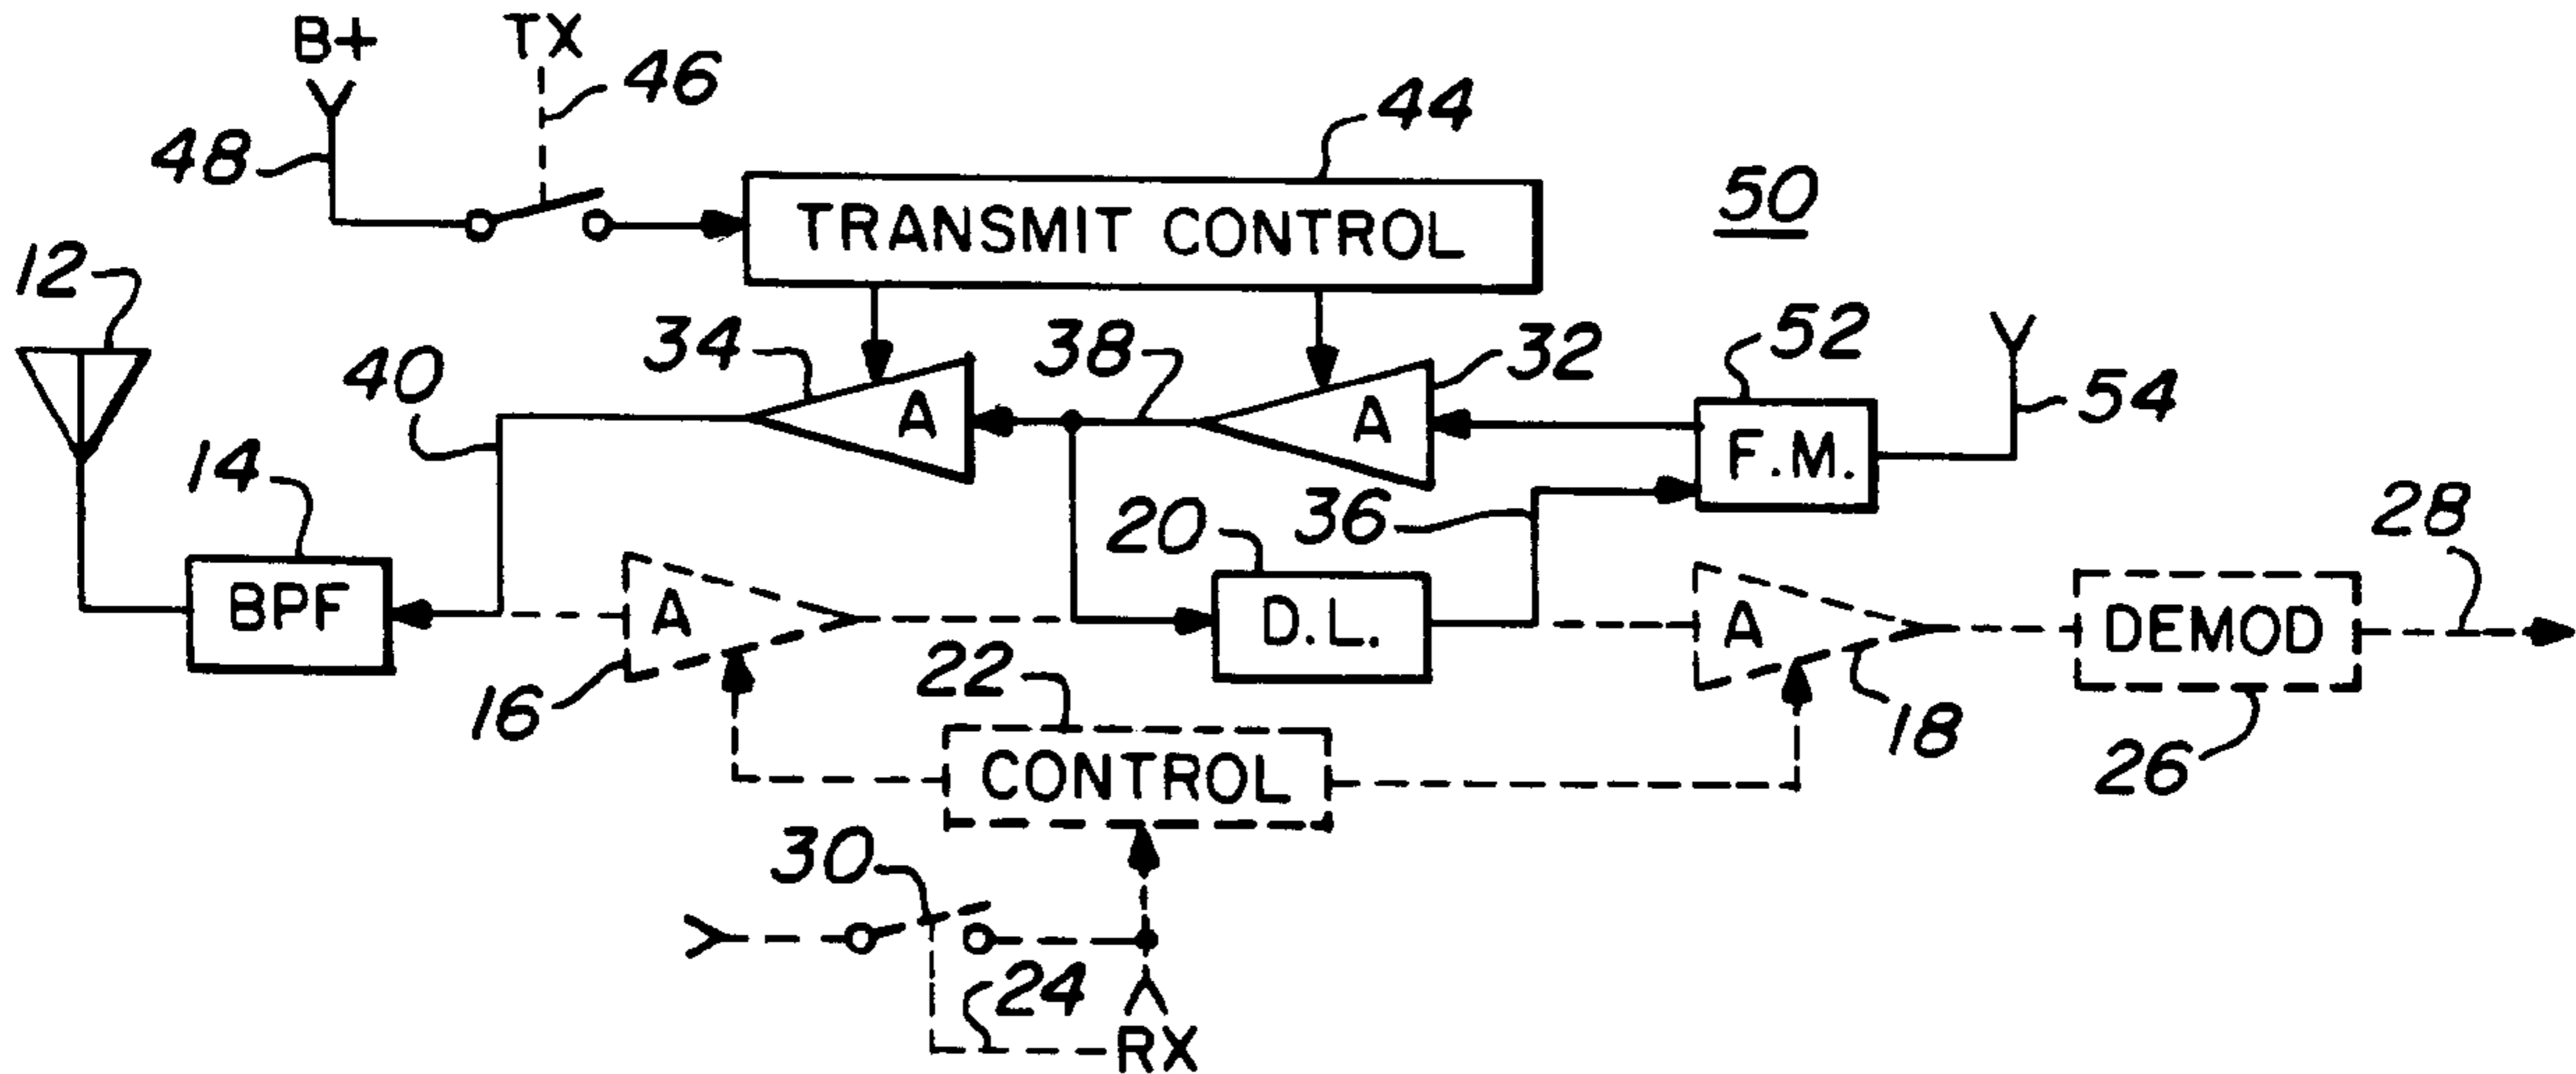 B+
TX
46
48
44
TRANSMIT CONTROL
50
12
40
34
A
38
A
32
52
F.M.
54
14
BPF
16
A
20
D.L.
36
A
18
28
DEMOD
26
22
CONTROL
30
24
RX